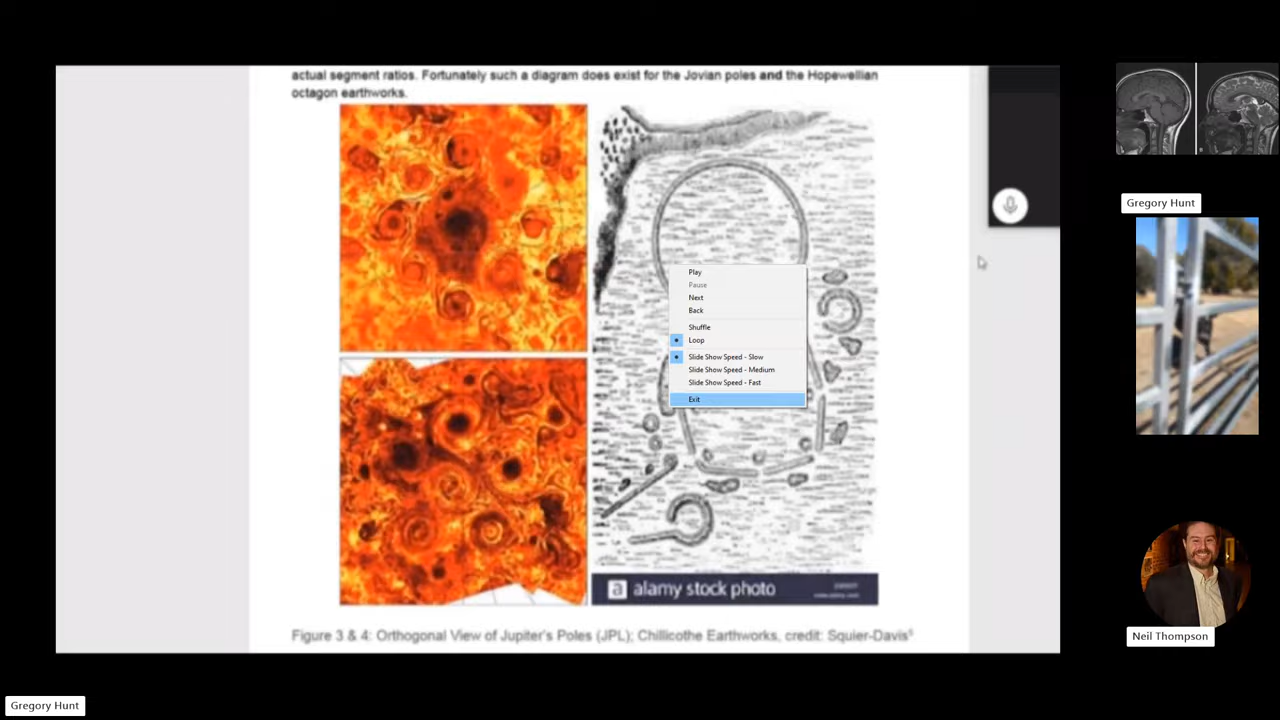 actual segment ratios. Fortunately such a diagram does exist for the Jovian poles and the Hopewellian
octagon earthworks.
Play
Pause
Next
Back
Shuffle
Loop
Slide Show Speed - Slow
Slide Show Speed - Medium
Slide Show Speed - Fast
Exit
a alamy stock photo
Figure 3 & 4: Orthogonal View of Jupiter's Poles (JPL); Chillicothe Earthworks, credit: Squier-Davis⁵
Gregory Hunt
Neil Thompson
Gregory Hunt